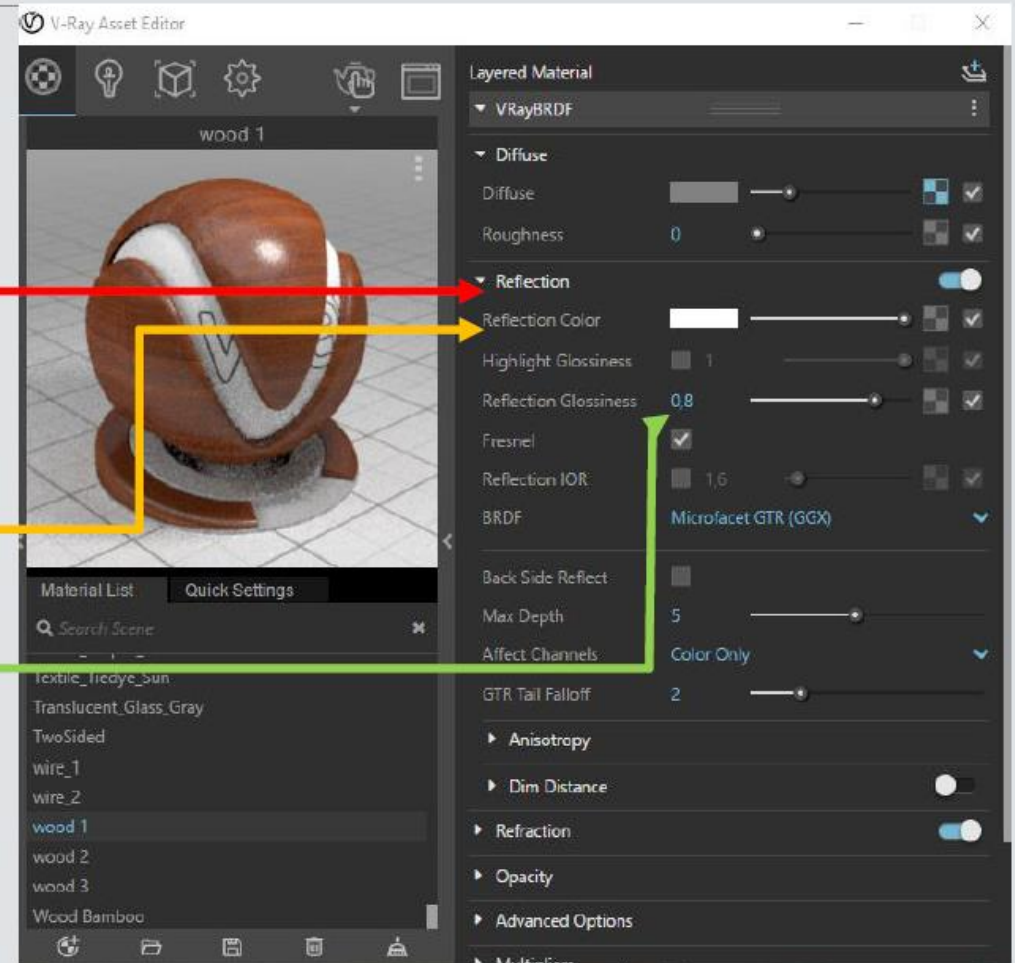 V-Ray Asset Editor
wood 1
Material List
Quick Settings
Search Scene
Textile_Tiedye_Sun
Translucent_Glass_Gray
TwoSided
wire_1
wire_2
wood 1
wood 2
wood 3
Wood Bamboo
Layered Material
VRayBRDF
Diffuse
Diffuse
Roughness 0
Reflection
Reflection Color
Highlight Glossiness 1
Reflection Glossiness 0,8
Fresnel
Reflection IOR 1,6
BRDF Microfacet GTR (GGX)
Back Side Reflect
Max Depth 5
Affect Channels Color Only
GTR Tail Falloff 2
Anisotropy
Dim Distance
Refraction
Opacity
Advanced Options